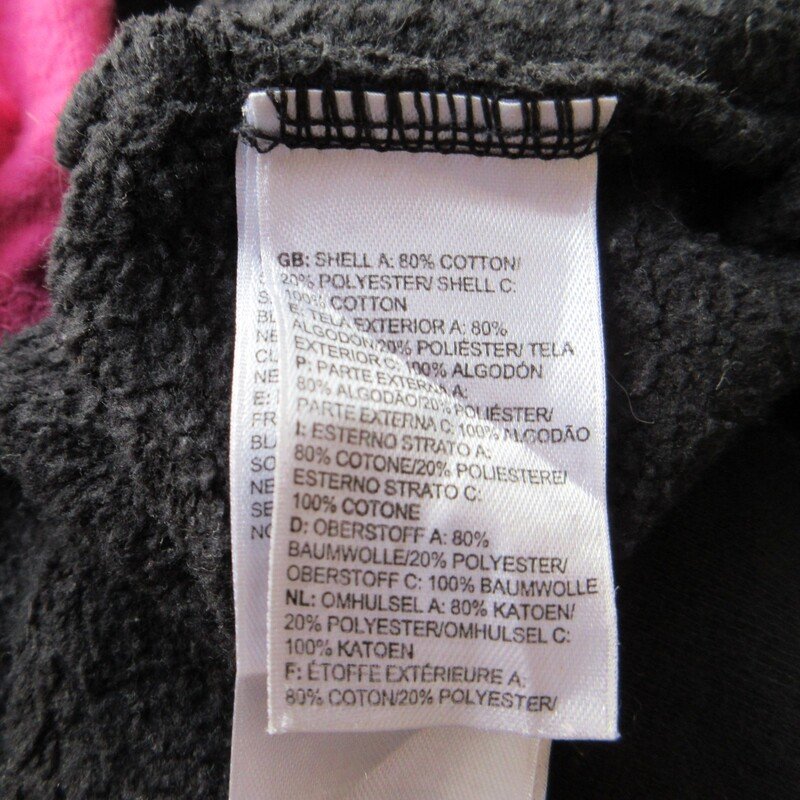 GB: SHELL A: 80% COTTON/
20% POLYESTER/ SHELL C:
100% COTTON
E: TELA EXTERIOR A: 80%
ALGODÓN/20% POLIÉSTER/ TELA
EXTERIOR C: 100% ALGODÓN
P: PARTE EXTERNA A:
80% ALGODÃO/20% POLIÉSTER/
PARTE EXTERNA C: 100% ALGODÃO
I: ESTERNO STRATO A:
80% COTONE/20% POLIESTERE/
ESTERNO STRATO C:
100% COTONE
D: OBERSTOFF A: 80%
BAUMWOLLE/20% POLYESTER/
OBERSTOFF C: 100% BAUMWOLLE
NL: OMHULSEL A: 80% KATOEN/
20% POLYESTER/OMHULSEL C:
100% KATOEN
F: ÉTOFFE EXTÉRIEURE A:
80% COTON/20% POLYESTER/